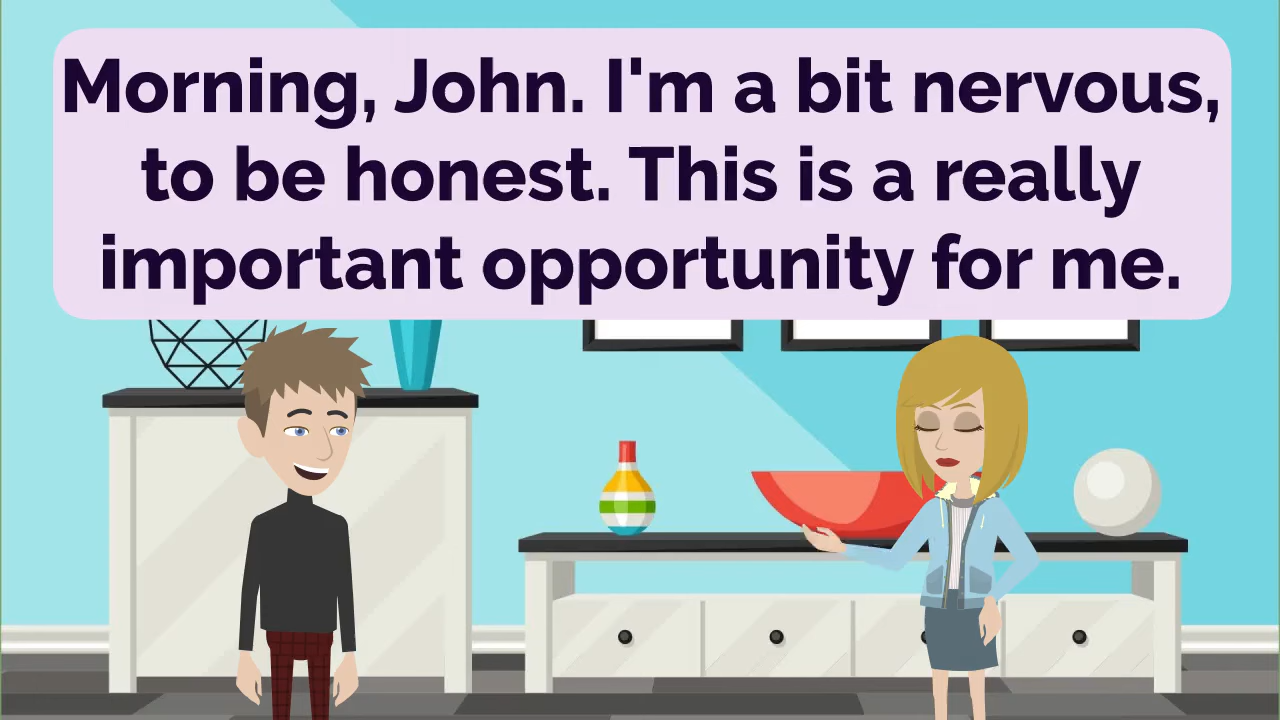 Morning, John. I'm a bit nervous,
to be honest. This is a really
important opportunity for me.